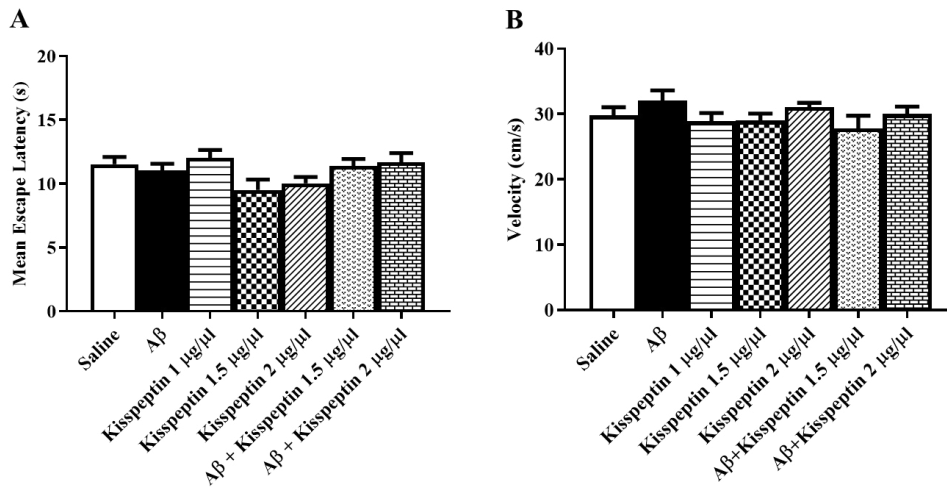 A
Mean Escape Latency (s)
20
15
10
5
0
Saline
Aβ
Kisspeptin 1 µg/µl
Kisspeptin 1.5 µg/µl
Kisspeptin 2 µg/µl
Aβ + Kisspeptin 1.5 µg/µl
Aβ + Kisspeptin 2 µg/µl
B
Velocity (cm/s)
40
30
20
10
0
Saline
Aβ
Kisspeptin 1 µg/µl
Kisspeptin 1.5 µg/µl
Kisspeptin 2 µg/µl
Aβ+Kisspeptin 1.5 µg/µl
Aβ+Kisspeptin 2 µg/µl